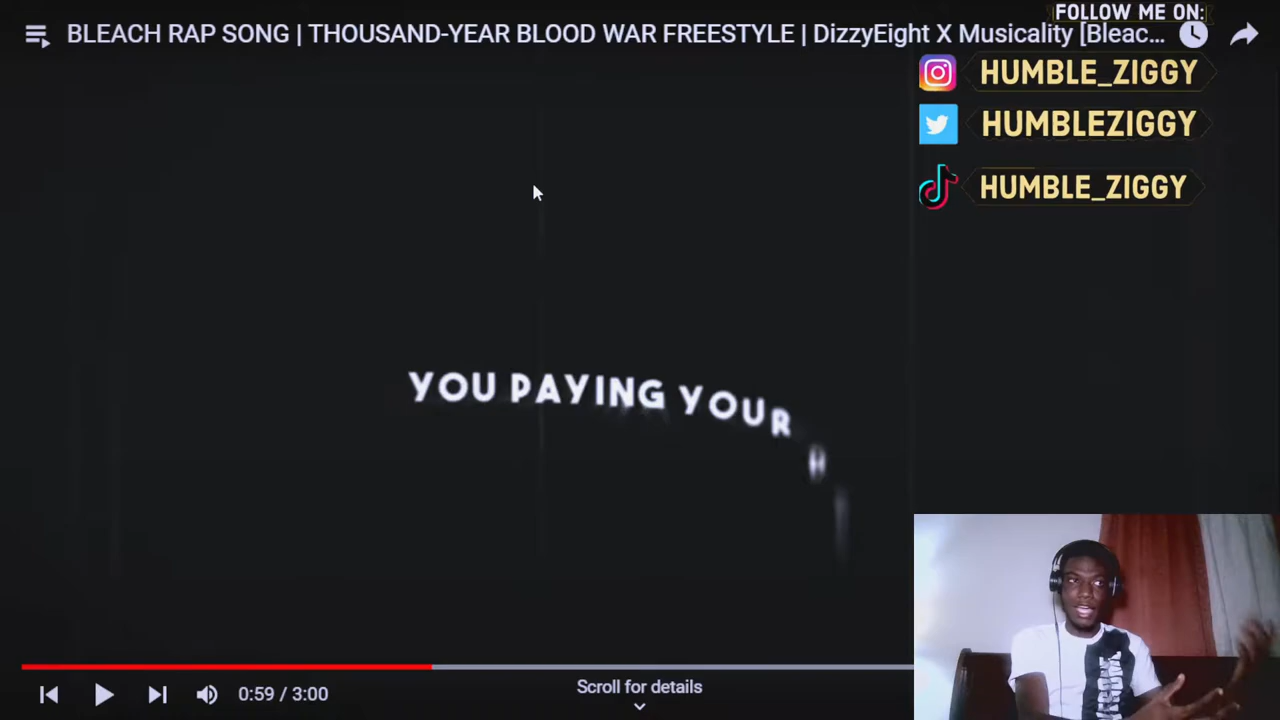 FOLLOW ME ON:
BLEACH RAP SONG | THOUSAND-YEAR BLOOD WAR FREESTYLE | DizzyEight X Musicality [Bleac...
HUMBLE_ZIGGY
HUMBLEZIGGY
HUMBLE_ZIGGY
YOU PAYING YOUR
0:59 / 3:00
Scroll for details